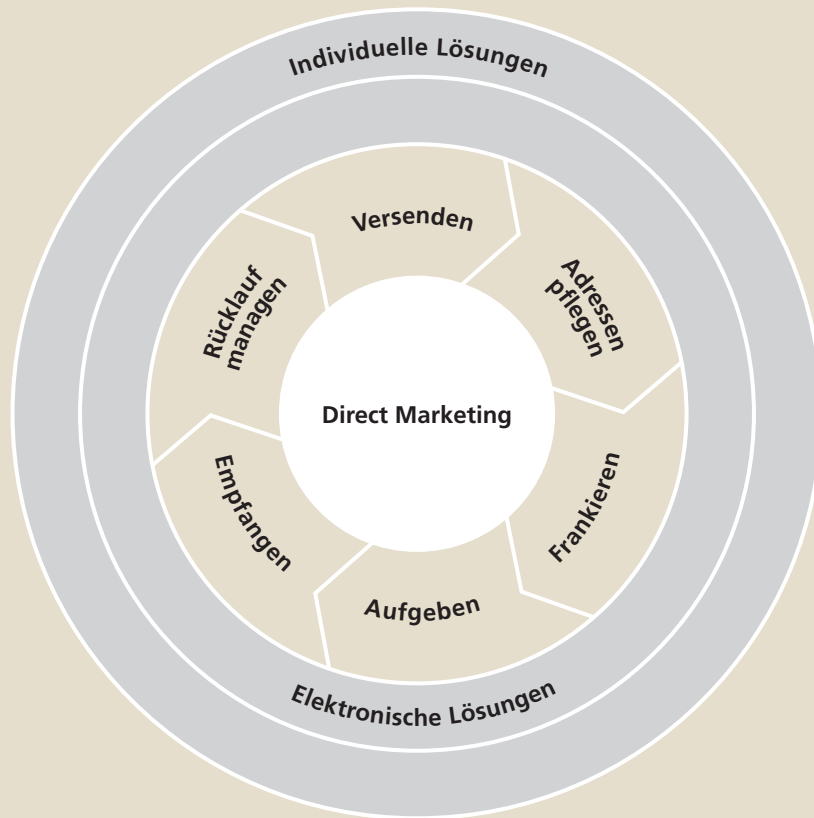 Individuelle Lösungen
Versenden
Adressen
pflegen
Rücklauf
managen
Direct Marketing
Empfangen
Frankieren
Aufgeben
Elektronische Lösungen